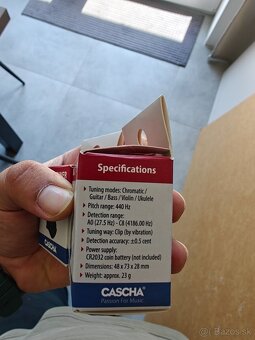 Specifications
▸ Tuning modes: Chromatic /
Guitar / Bass / Violin / Ukulele
▸ Pitch range: 440 Hz
▸ Detection range:
A0 (27.5 Hz) - C8 (4186.00 Hz)
▸ Tuning way: Clip (by vibration)
▸ Detection accuracy: ±0.5 cent
▸ Power supply:
CR2032 coin battery (not included)
▸ Dimensions: 48 x 73 x 28 mm
▸ Weight: approx. 23 g
CASCHA®
Passion For Music
CASCHA
bazos.sk